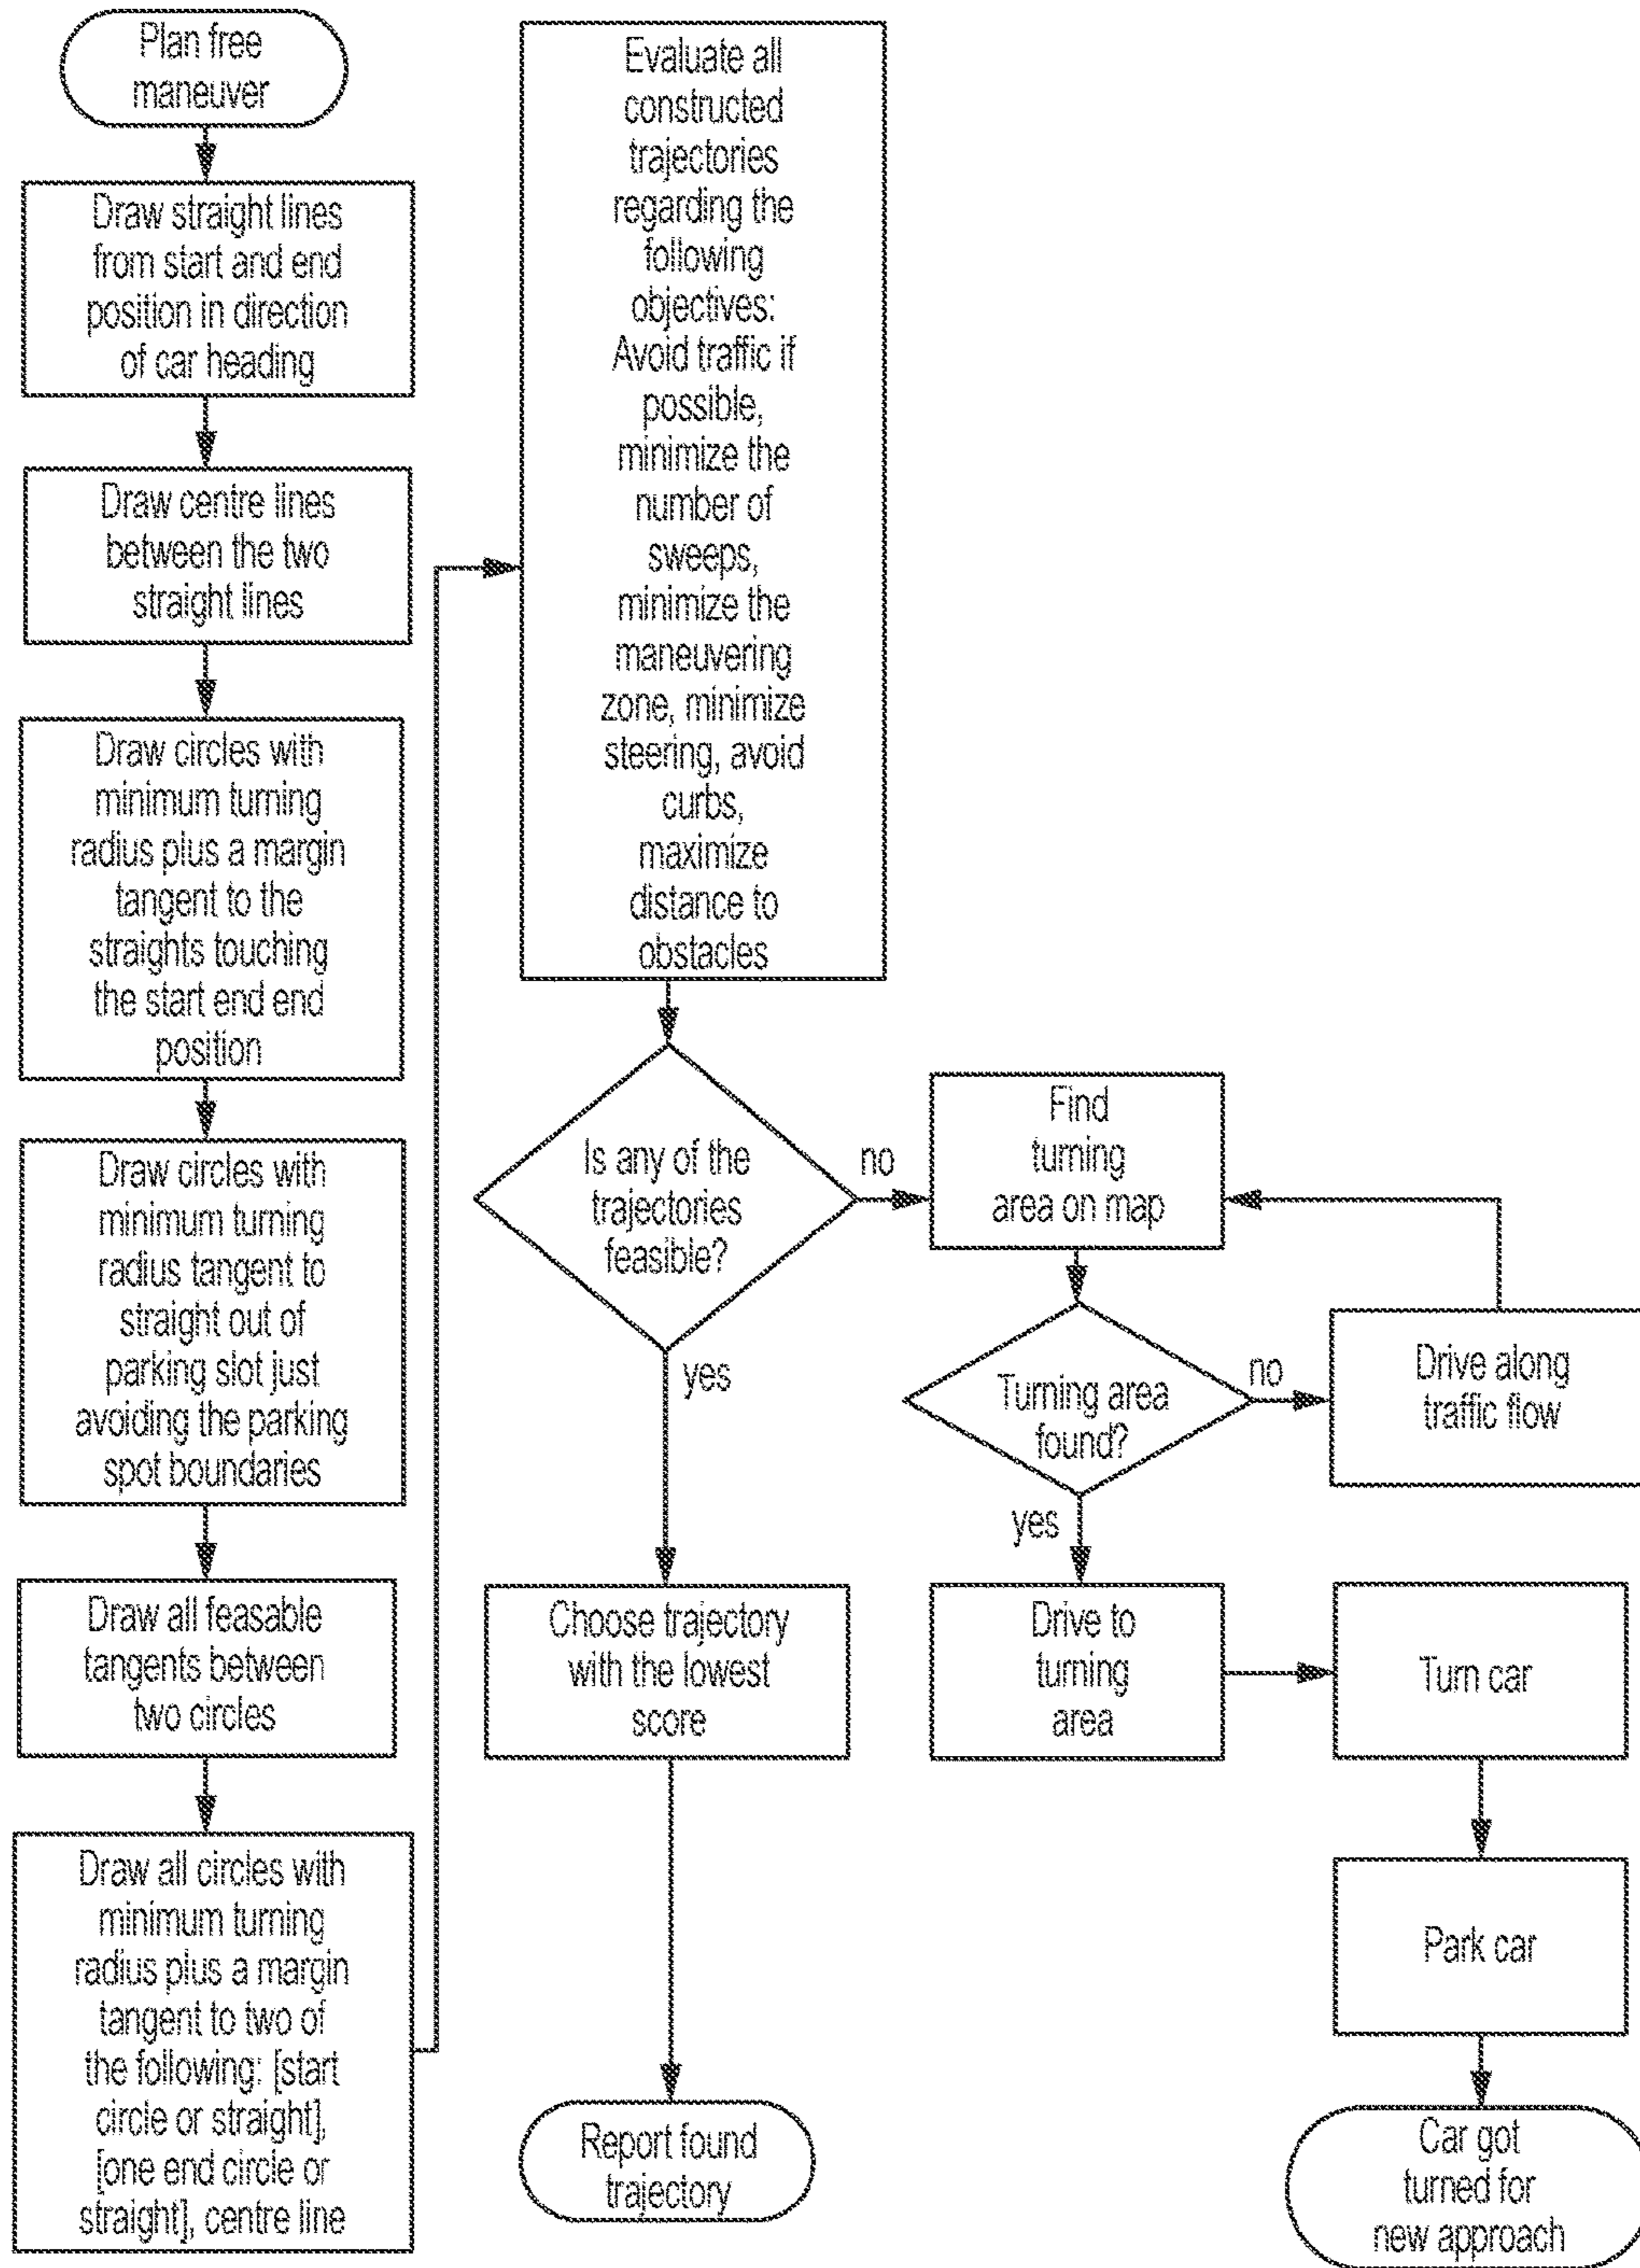 Plan free
maneuver
Draw straight lines
from start and end
position in direction
of car heading
Draw centre lines
between the two
straight lines
Draw circles with
minimum turning
radius plus a margin
tangent to the
straights touching
the start end end
position
Draw circles with
minimum turning
radius tangent to
straight out of
parking slot just
avoiding the parking
spot boundaries
Draw all feasable
tangents between
two circles
Draw all circles with
minimum turning
radius plus a margin
tangent to two of
the following: [start
circle or straight],
[one end circle or
straight], centre line
Evaluate all
constructed
trajectories
regarding the
following
objectives:
Avoid traffic if
possible,
minimize the
number of
sweeps,
minimize the
maneuvering
zone, minimize
steering, avoid
curbs,
maximize
distance to
obstacles
Is any of the
trajectories
feasible?
no
yes
Choose trajectory
with the lowest
score
Report found
trajectory
Find
turning
area on map
Turning area
found?
no
Drive along
traffic flow
yes
Drive to
turning
area
Turn car
Park car
Car got
turned for
new approach